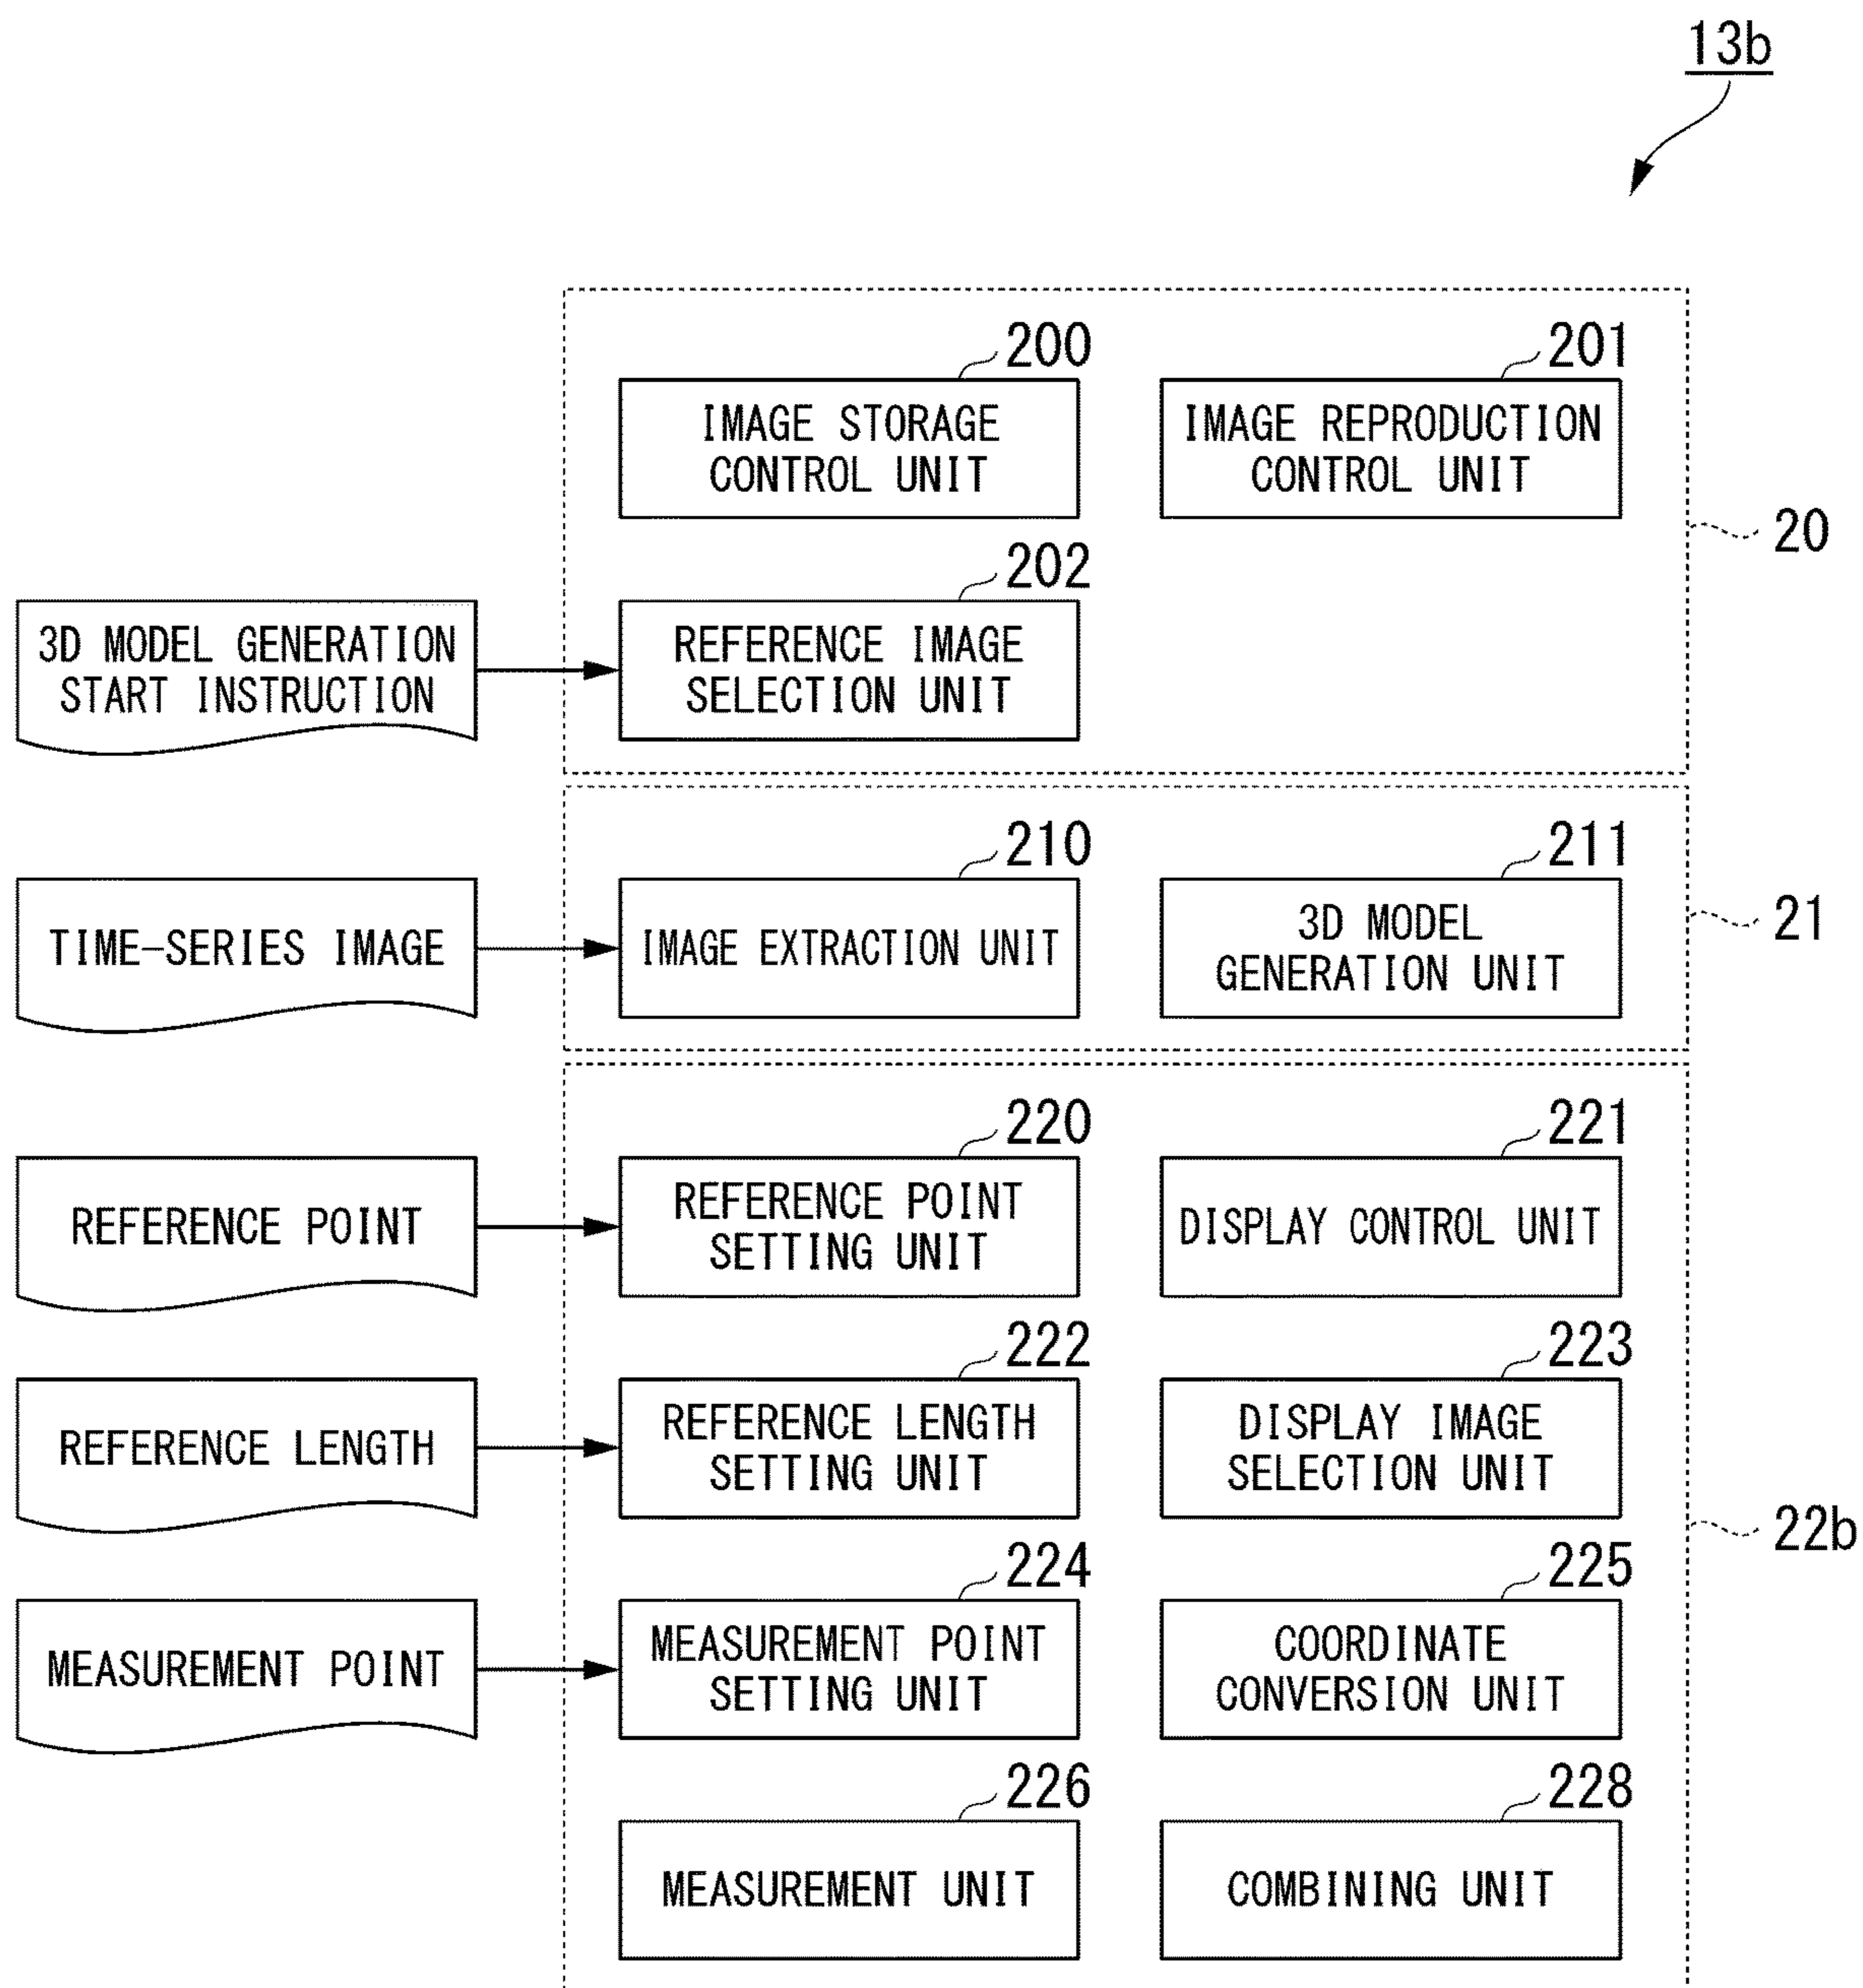 13b
200
IMAGE STORAGE
CONTROL UNIT
201
IMAGE REPRODUCTION
CONTROL UNIT
20
3D MODEL GENERATION
START INSTRUCTION
202
REFERENCE IMAGE
SELECTION UNIT
TIME-SERIES IMAGE
210
IMAGE EXTRACTION UNIT
211
3D MODEL
GENERATION UNIT
21
REFERENCE POINT
220
REFERENCE POINT
SETTING UNIT
221
DISPLAY CONTROL UNIT
REFERENCE LENGTH
222
REFERENCE LENGTH
SETTING UNIT
223
DISPLAY IMAGE
SELECTION UNIT
22b
MEASUREMENT POINT
224
MEASUREMENT POINT
SETTING UNIT
225
COORDINATE
CONVERSION UNIT
226
MEASUREMENT UNIT
228
COMBINING UNIT